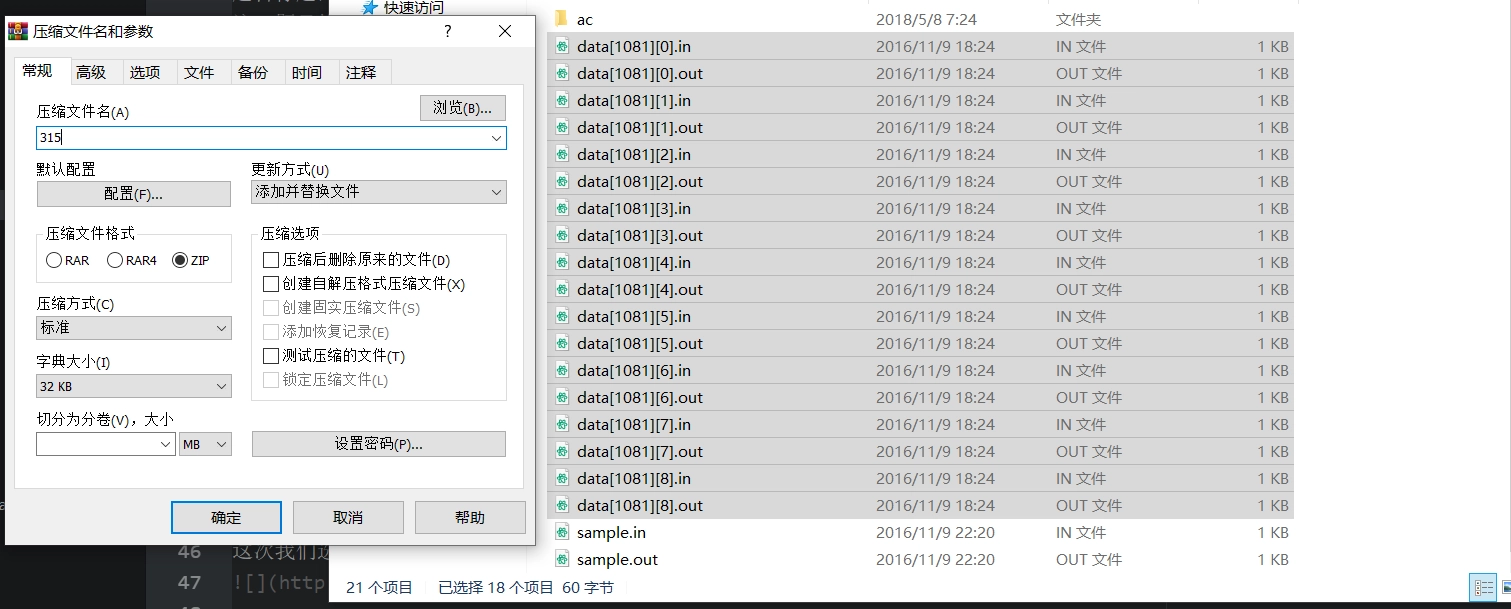 压缩文件名和参数
?
常规 高级 选项 文件 备份 时间 注释
压缩文件名(A)
浏览(B)...
315
默认配置
配置(F)...
更新方式(U)
添加并替换文件
压缩文件格式
RAR RAR4 ZIP
压缩方式(C)
标准
字典大小(I)
32 KB
切分为分卷(V)，大小
MB
压缩选项
压缩后删除原来的文件(D)
创建自解压格式压缩文件(X)
创建固实压缩文件(S)
添加恢复记录(E)
测试压缩的文件(T)
锁定压缩文件(L)
设置密码(P)...
确定 取消 帮助
46 这次我们
47 ![](http
快速访问
ac 2018/5/8 7:24 文件夹
data[1081][0].in 2016/11/9 18:24 IN 文件 1 KB
data[1081][0].out 2016/11/9 18:24 OUT 文件 1 KB
data[1081][1].in 2016/11/9 18:24 IN 文件 1 KB
data[1081][1].out 2016/11/9 18:24 OUT 文件 1 KB
data[1081][2].in 2016/11/9 18:24 IN 文件 1 KB
data[1081][2].out 2016/11/9 18:24 OUT 文件 1 KB
data[1081][3].in 2016/11/9 18:24 IN 文件 1 KB
data[1081][3].out 2016/11/9 18:24 OUT 文件 1 KB
data[1081][4].in 2016/11/9 18:24 IN 文件 1 KB
data[1081][4].out 2016/11/9 18:24 OUT 文件 1 KB
data[1081][5].in 2016/11/9 18:24 IN 文件 1 KB
data[1081][5].out 2016/11/9 18:24 OUT 文件 1 KB
data[1081][6].in 2016/11/9 18:24 IN 文件 1 KB
data[1081][6].out 2016/11/9 18:24 OUT 文件 1 KB
data[1081][7].in 2016/11/9 18:24 IN 文件 1 KB
data[1081][7].out 2016/11/9 18:24 OUT 文件 1 KB
data[1081][8].in 2016/11/9 18:24 IN 文件 1 KB
data[1081][8].out 2016/11/9 18:24 OUT 文件 1 KB
sample.in 2016/11/9 22:20 IN 文件 1 KB
sample.out 2016/11/9 22:20 OUT 文件 1 KB
21 个项目 已选择 18 个项目 60 字节